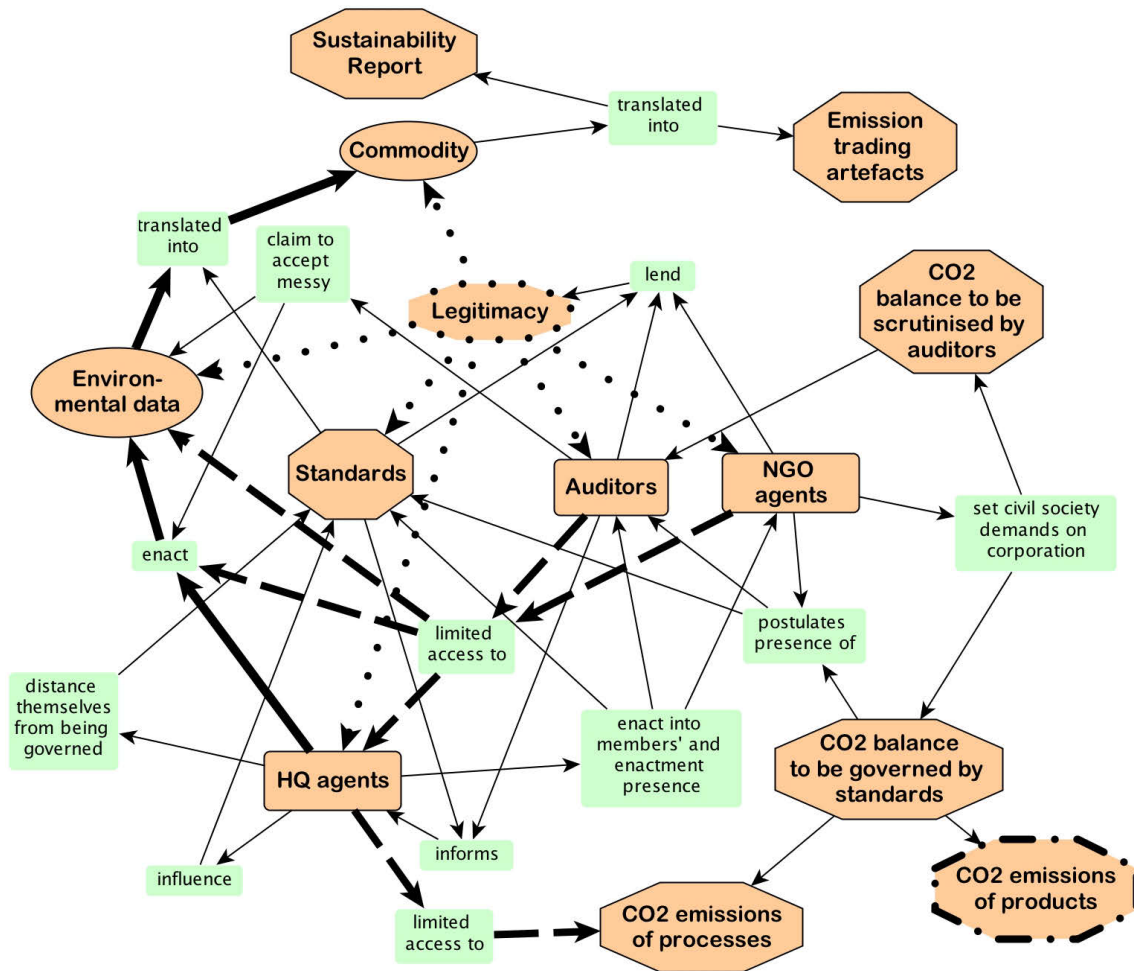 Sustainability
Report
translated
into
Emission
trading
artefacts
Commodity
translated
into
claim to
accept
messy
lend
CO2
balance to be
scrutinised by
auditors
Legitimacy
Environ-
mental data
Standards
Auditors
NGO
agents
set civil society
demands on
corporation
enact
limited
access to
postulates
presence of
distance
themselves
from being
governed
enact into
members' and
enactment
presence
CO2 balance
to be governed by
standards
HQ agents
informs
influence
CO2 emissions
of products
limited
access to
CO2 emissions
of processes